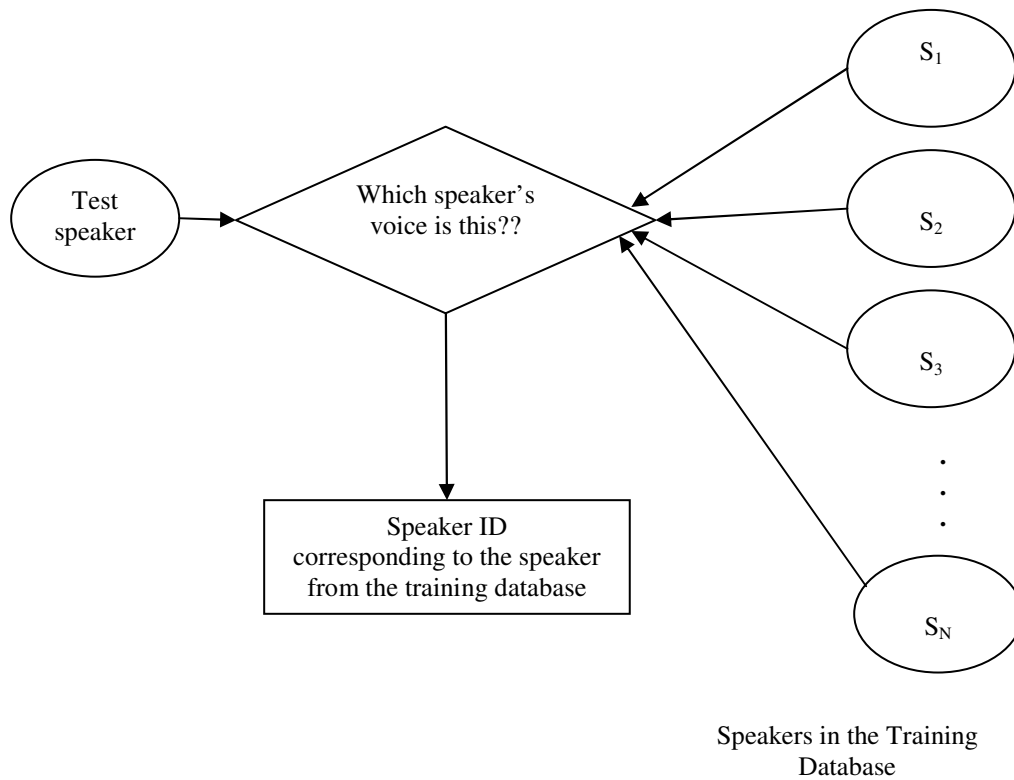 Test
speaker
Which speaker’s
voice is this??
S₁
S₂
S₃
.
.
.
S_N
Speaker ID
corresponding to the speaker
from the training database
Speakers in the Training
Database